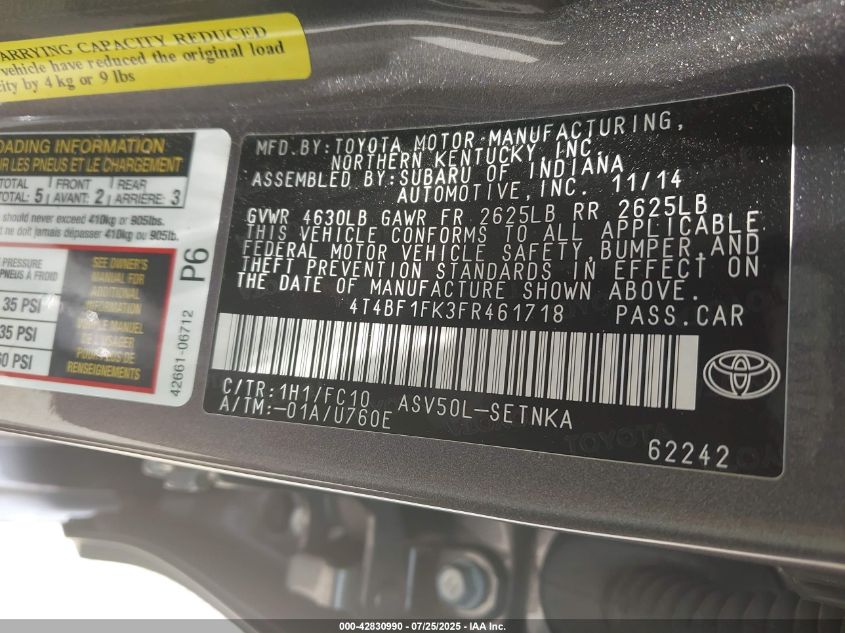 ARRYING CAPACITY REDUCED
vehicle have reduced the original load
city by 4 kg or 9 lbs
OADING INFORMATION
UR LES PNEUS ET LE CHARGEMENT
TOTAL 5 FRONT 2 REAR 3
TOTAL: AVANT: ARRIÈRE:
should never exceed 410kg or 905lbs.
t ne doit jamais dépasser 410kg ou 905lb.
PRESSURE
PNEUS À FROID
35 PSI
35 PSI
60 PSI
SEE OWNER'S
MANUAL FOR
ADDITIONAL
INFORMATION
VOIR LE MANUEL
DE L'USAGER
POUR PLUS DE
RENSEIGNEMENTS
42661-06712 P6
MFD.BY:TOYOTA MOTOR MANUFACTURING,
NORTHERN KENTUCKY, INC.
ASSEMBLED BY:SUBARU OF INDIANA
AUTOMOTIVE,INC. 11/14
GVWR 4630LB GAWR FR 2625LB RR 2625LB
THIS VEHICLE CONFORMS TO ALL APPLICABLE
FEDERAL MOTOR VEHICLE SAFETY,BUMPER,AND
THEFT PREVENTION STANDARDS IN EFFECT ON
THE DATE OF MANUFACTURE SHOWN ABOVE.
4T4BF1FK3FR461718 PASS.CAR
C/TR:1H1/FC10 ASV50L-SETNKA
A/TM:-01A/U760E
62242
000-42830990 - 07/25/2025 - IAA Inc.